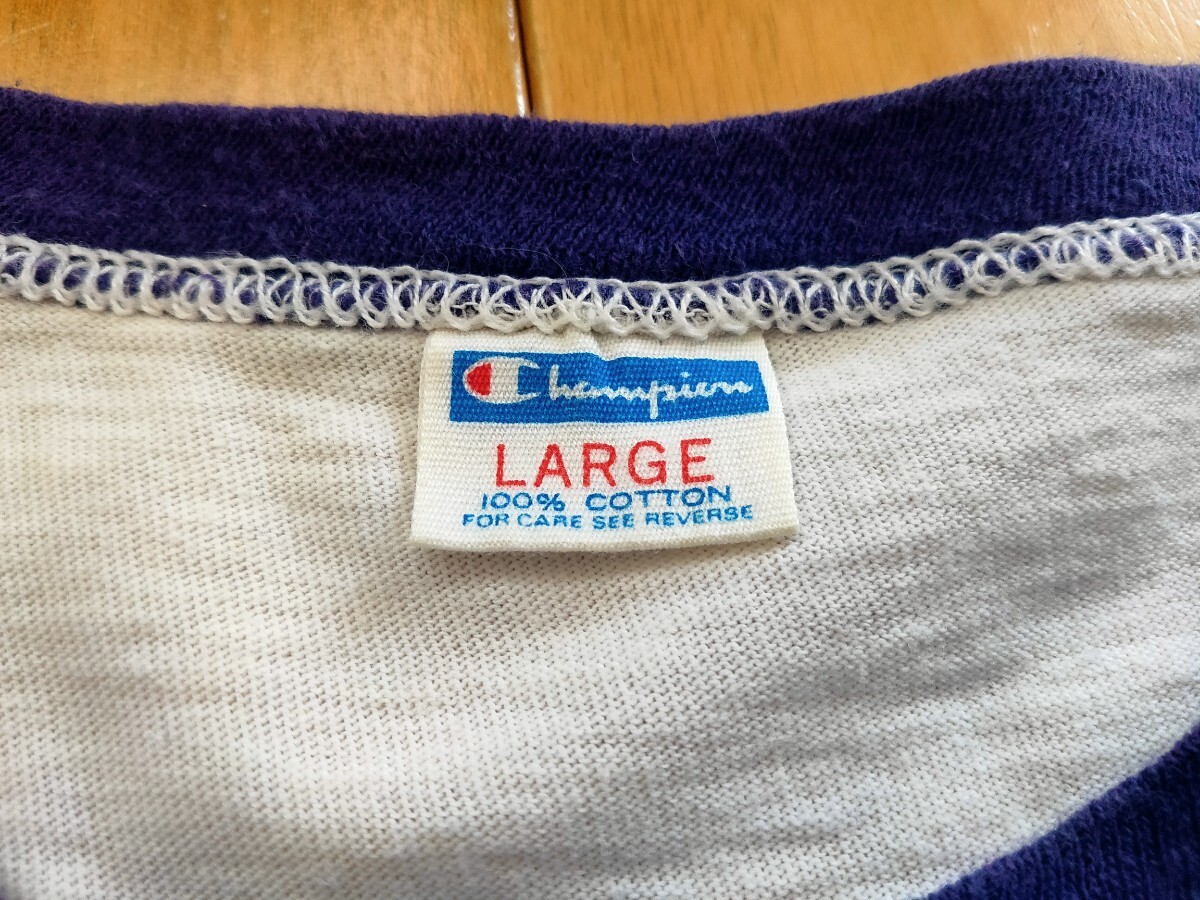 Champion
LARGE
100% COTTON
FOR CARE SEE REVERSE